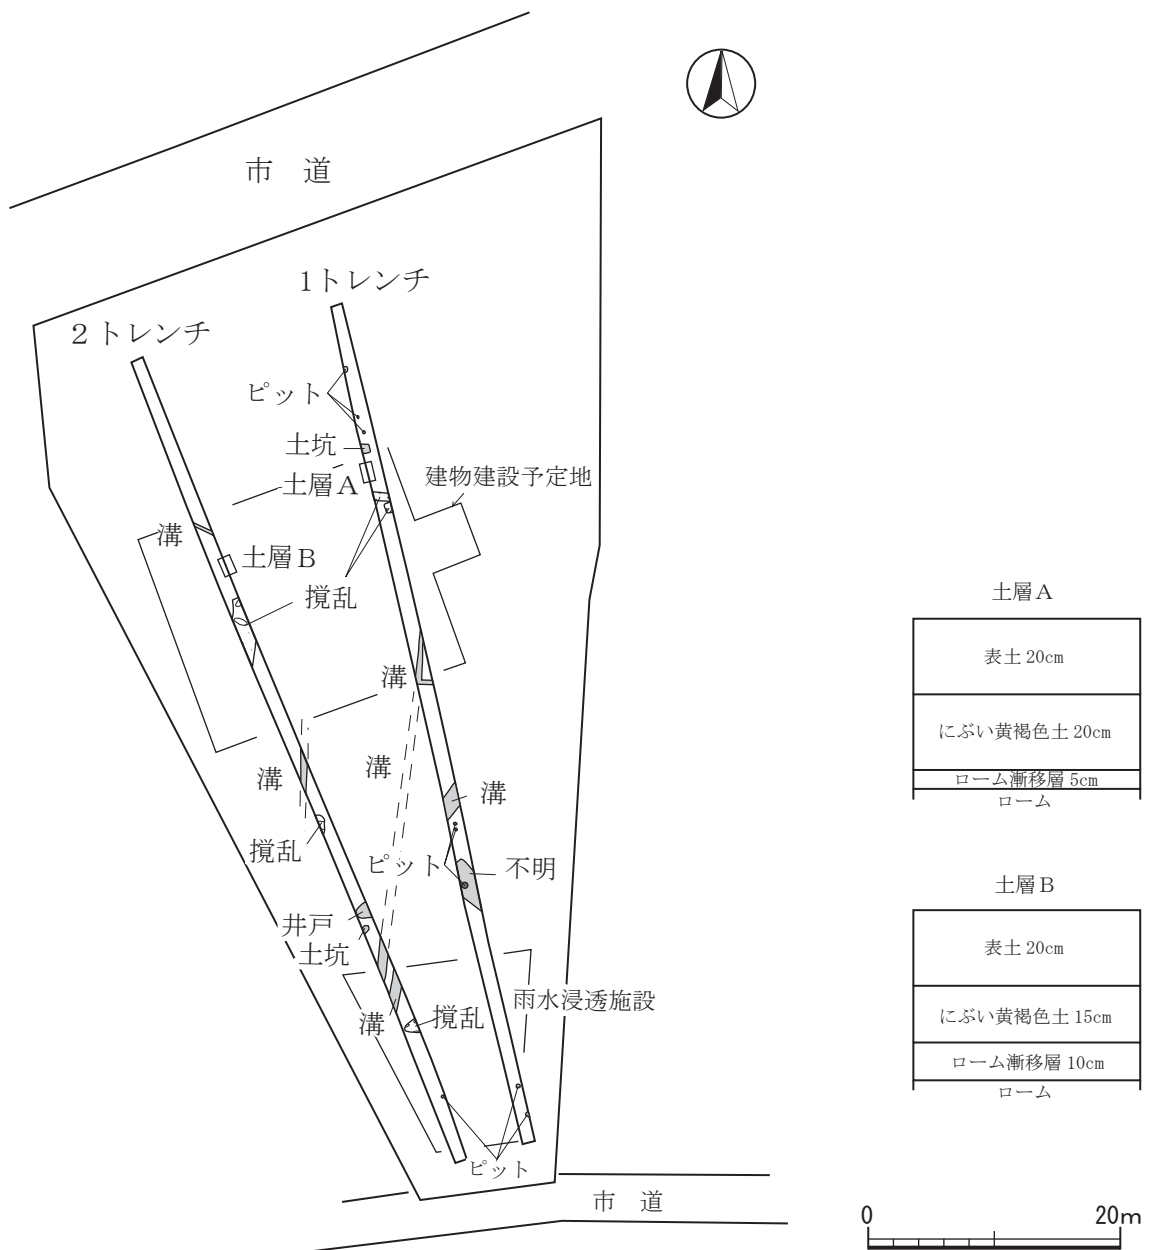 市　道
1トレンチ
２トレンチ
ピット
土坑
土層Ａ
建物建設予定地
溝
土層Ｂ
撹乱
溝
溝
溝
溝
撹乱
ピット
不明
井戸
土坑
雨水浸透施設
溝
撹乱
ピット
市　道
土層Ａ
表土 20cm
にぶい黄褐色土 20cm
ローム漸移層 5cm
ローム
土層Ｂ
表土 20cm
にぶい黄褐色土 15cm
ローム漸移層 10cm
ローム
0 20m